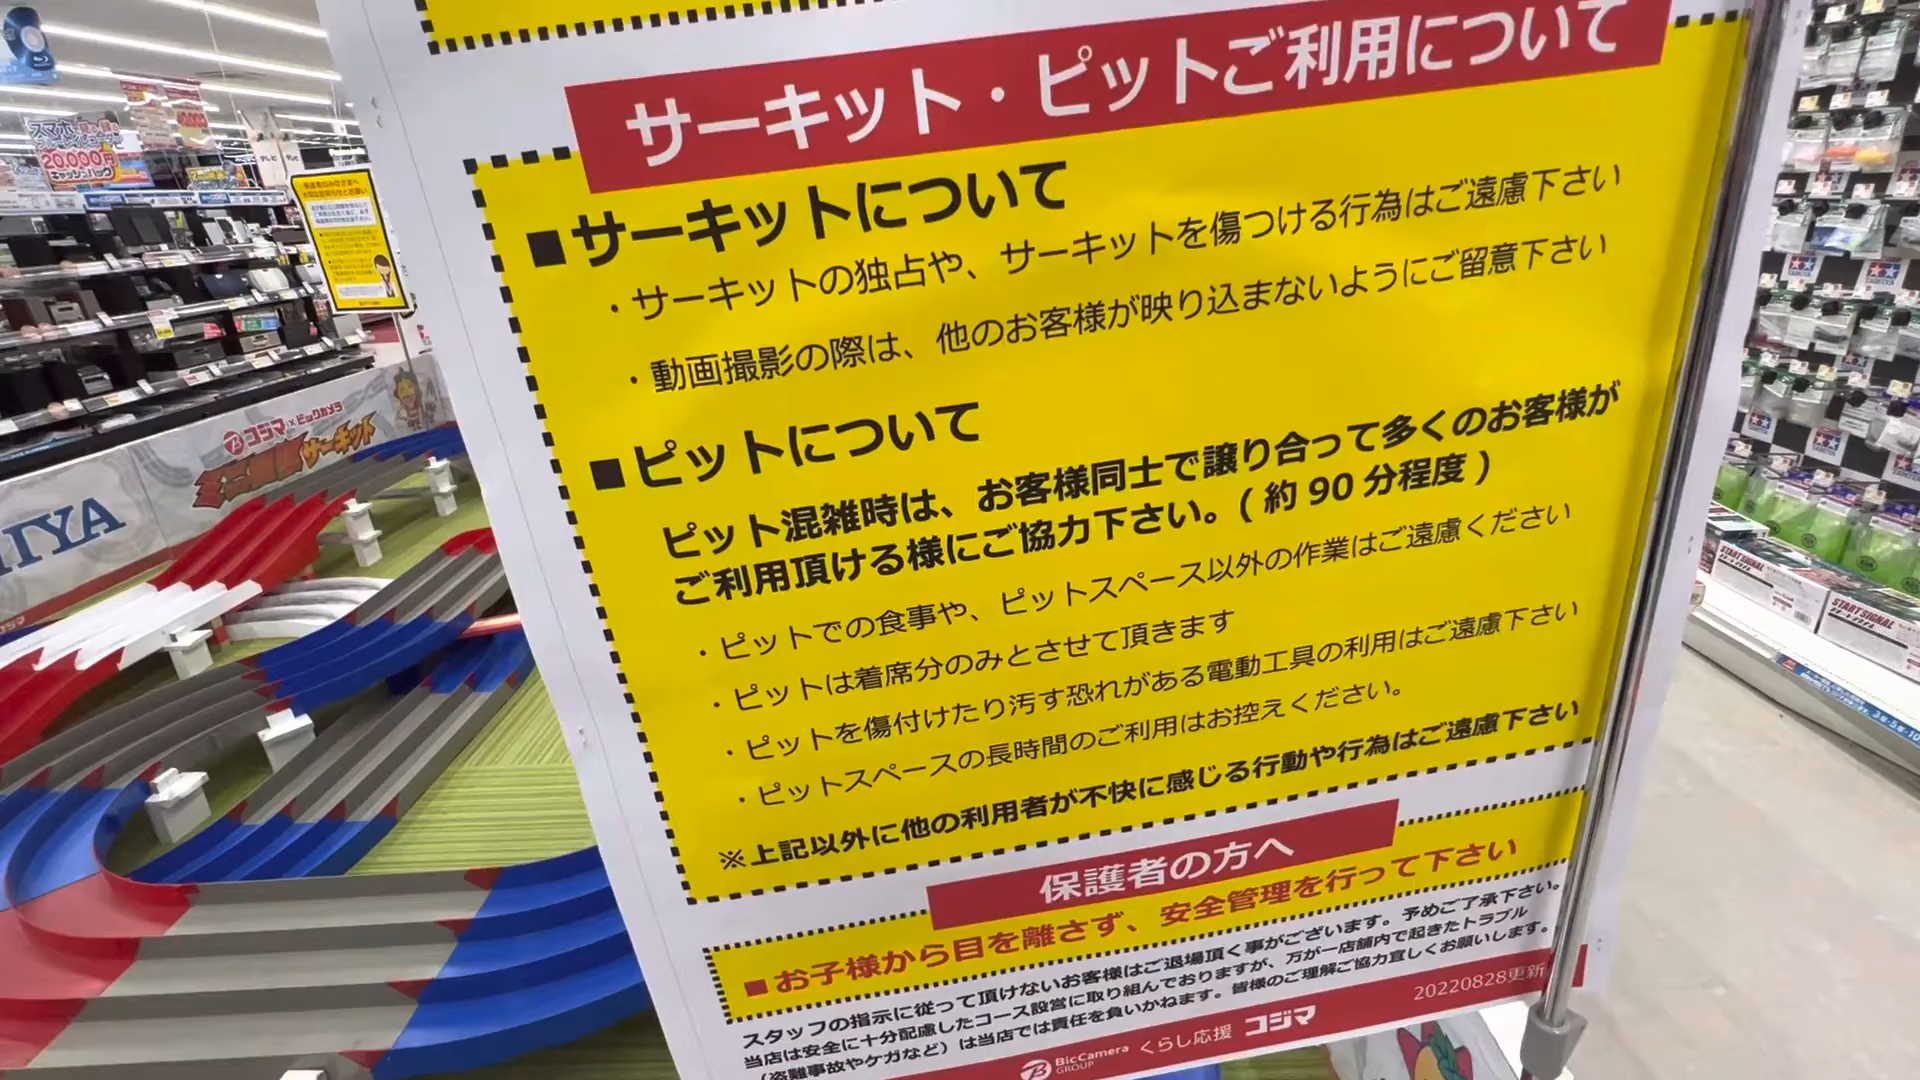 サーキット・ピットご利用について
■サーキットについて
・サーキットの独占や、サーキットを傷つける行為はご遠慮下さい
・動画撮影の際は、他のお客様が映り込まないようにご留意下さい
■ピットについて
ピット混雑時は、お客様同士で譲り合って多くのお客様が
ご利用頂ける様にご協力下さい。(約90分程度)
・ピットでの食事や、ピットスペース以外の作業はご遠慮ください
・ピットは着席分のみとさせて頂きます
・ピットを傷付けたり汚す恐れがある電動工具の利用はご遠慮下さい
・ピットスペースの長時間のご利用はお控えください。
※上記以外に他の利用者が不快に感じる行動や行為はご遠慮下さい
保護者の方へ
■お子様から目を離さず、安全管理を行って下さい
スタッフの指示に従って頂けないお客様はご退場頂く事がございます。予めご了承下さい。
当店は安全に十分配慮したコース設営に取り組んでおりますが、万が一店舗内で起きたトラブル
(盗難事故やケガなど)は当店では責任を負いかねます。皆様のご理解ご協力宜しくお願いします。
20220828更新
BicCamera GROUP くらし応援 コジマ
20,000円
キャッシュバック
コジマ×ビックカメラ
ミニ四駆サーキット
IYA
TAMIYA
START SIGNAL
START SIGNAL